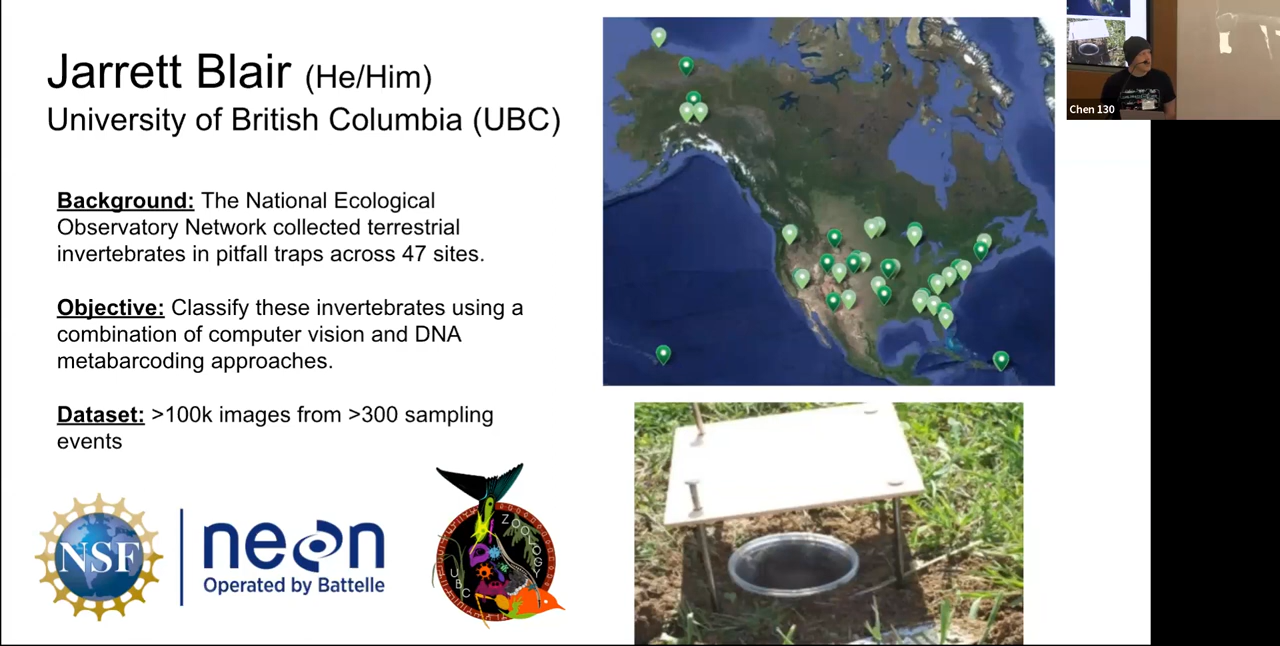 Jarrett Blair (He/Him)
University of British Columbia (UBC)
Background: The National Ecological
Observatory Network collected terrestrial
invertebrates in pitfall traps across 47 sites.
Objective: Classify these invertebrates using a
combination of computer vision and DNA
metabarcoding approaches.
Dataset: >100k images from >300 sampling
events
NSF
neon
Operated by Battelle
UBC
ZOOLOGY
Chen 130